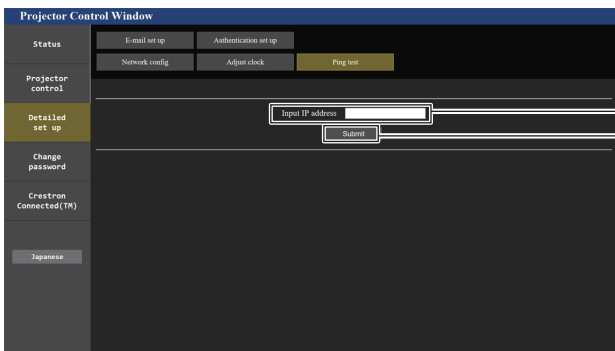 Projector Control Window
Status
E-mail set up
Authentication set up
Network config
Adjust clock
Ping test
Projector
control
Detailed
set up
Change
password
Crestron
Connected(TM)
Japanese
Input IP address
Submit